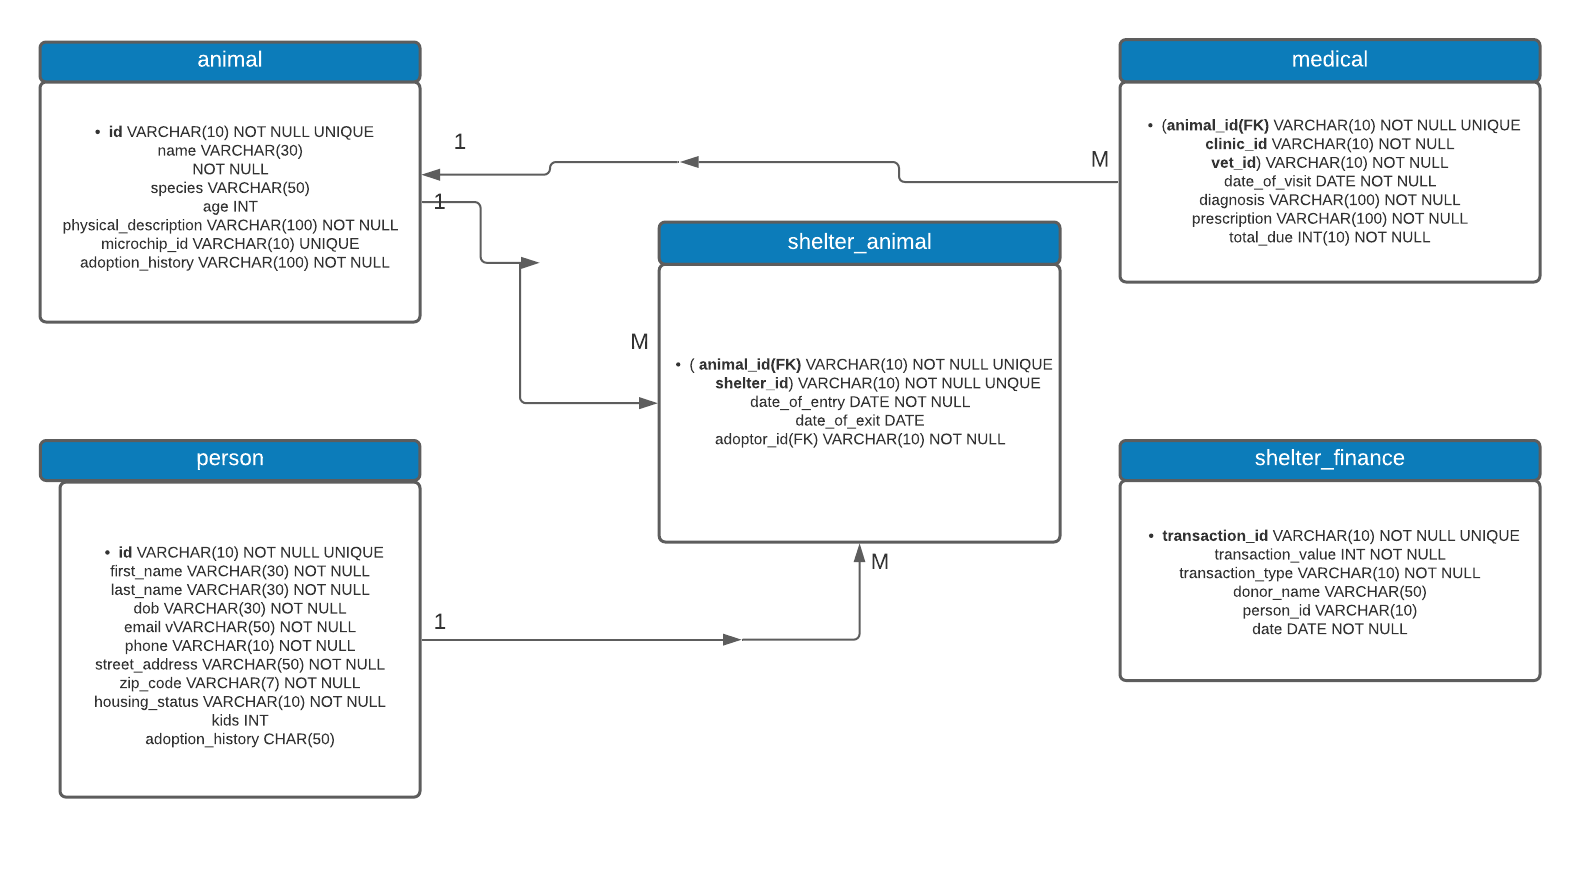 animal
• id VARCHAR(10) NOT NULL UNIQUE
name VARCHAR(30)
NOT NULL
species VARCHAR(50)
age INT
physical_description VARCHAR(100) NOT NULL
microchip_id VARCHAR(10) UNIQUE
adoption_history VARCHAR(100) NOT NULL
1
1
M
medical
• (animal_id(FK) VARCHAR(10) NOT NULL UNIQUE
clinic_id VARCHAR(10) NOT NULL
vet_id) VARCHAR(10) NOT NULL
date_of_visit DATE NOT NULL
diagnosis VARCHAR(100) NOT NULL
prescription VARCHAR(100) NOT NULL
total_due INT(10) NOT NULL
shelter_animal
M
• ( animal_id(FK) VARCHAR(10) NOT NULL UNIQUE
shelter_id) VARCHAR(10) NOT NULL UNQUE
date_of_entry DATE NOT NULL
date_of_exit DATE
adoptor_id(FK) VARCHAR(10) NOT NULL
M
person
• id VARCHAR(10) NOT NULL UNIQUE
first_name VARCHAR(30) NOT NULL
last_name VARCHAR(30) NOT NULL
dob VARCHAR(30) NOT NULL
email vVARCHAR(50) NOT NULL
phone VARCHAR(10) NOT NULL
street_address VARCHAR(50) NOT NULL
zip_code VARCHAR(7) NOT NULL
housing_status VARCHAR(10) NOT NULL
kids INT
adoption_history CHAR(50)
1
shelter_finance
• transaction_id VARCHAR(10) NOT NULL UNIQUE
transaction_value INT NOT NULL
transaction_type VARCHAR(10) NOT NULL
donor_name VARCHAR(50)
person_id VARCHAR(10)
date DATE NOT NULL